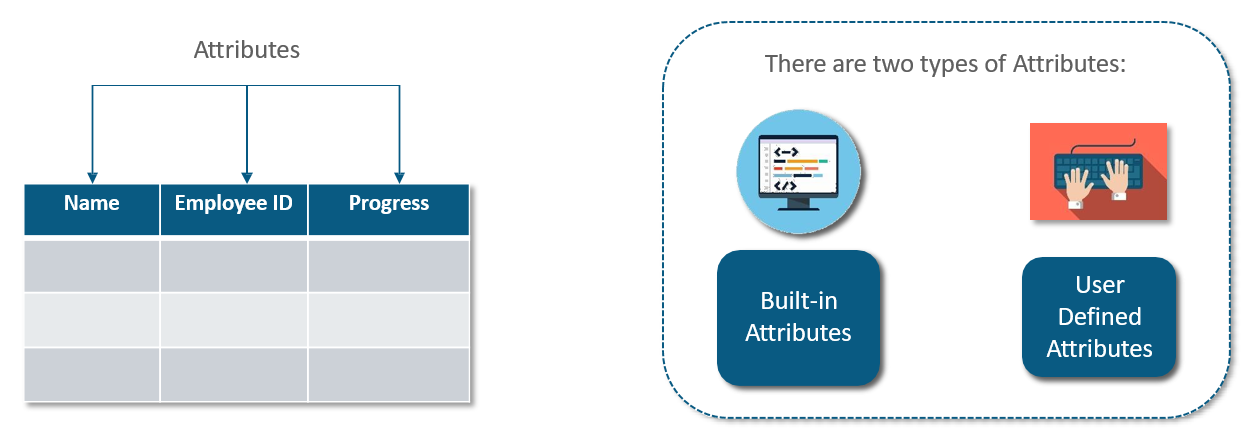 Attributes
Name Employee ID Progress
There are two types of Attributes:
Built-in
Attributes
User
Defined
Attributes